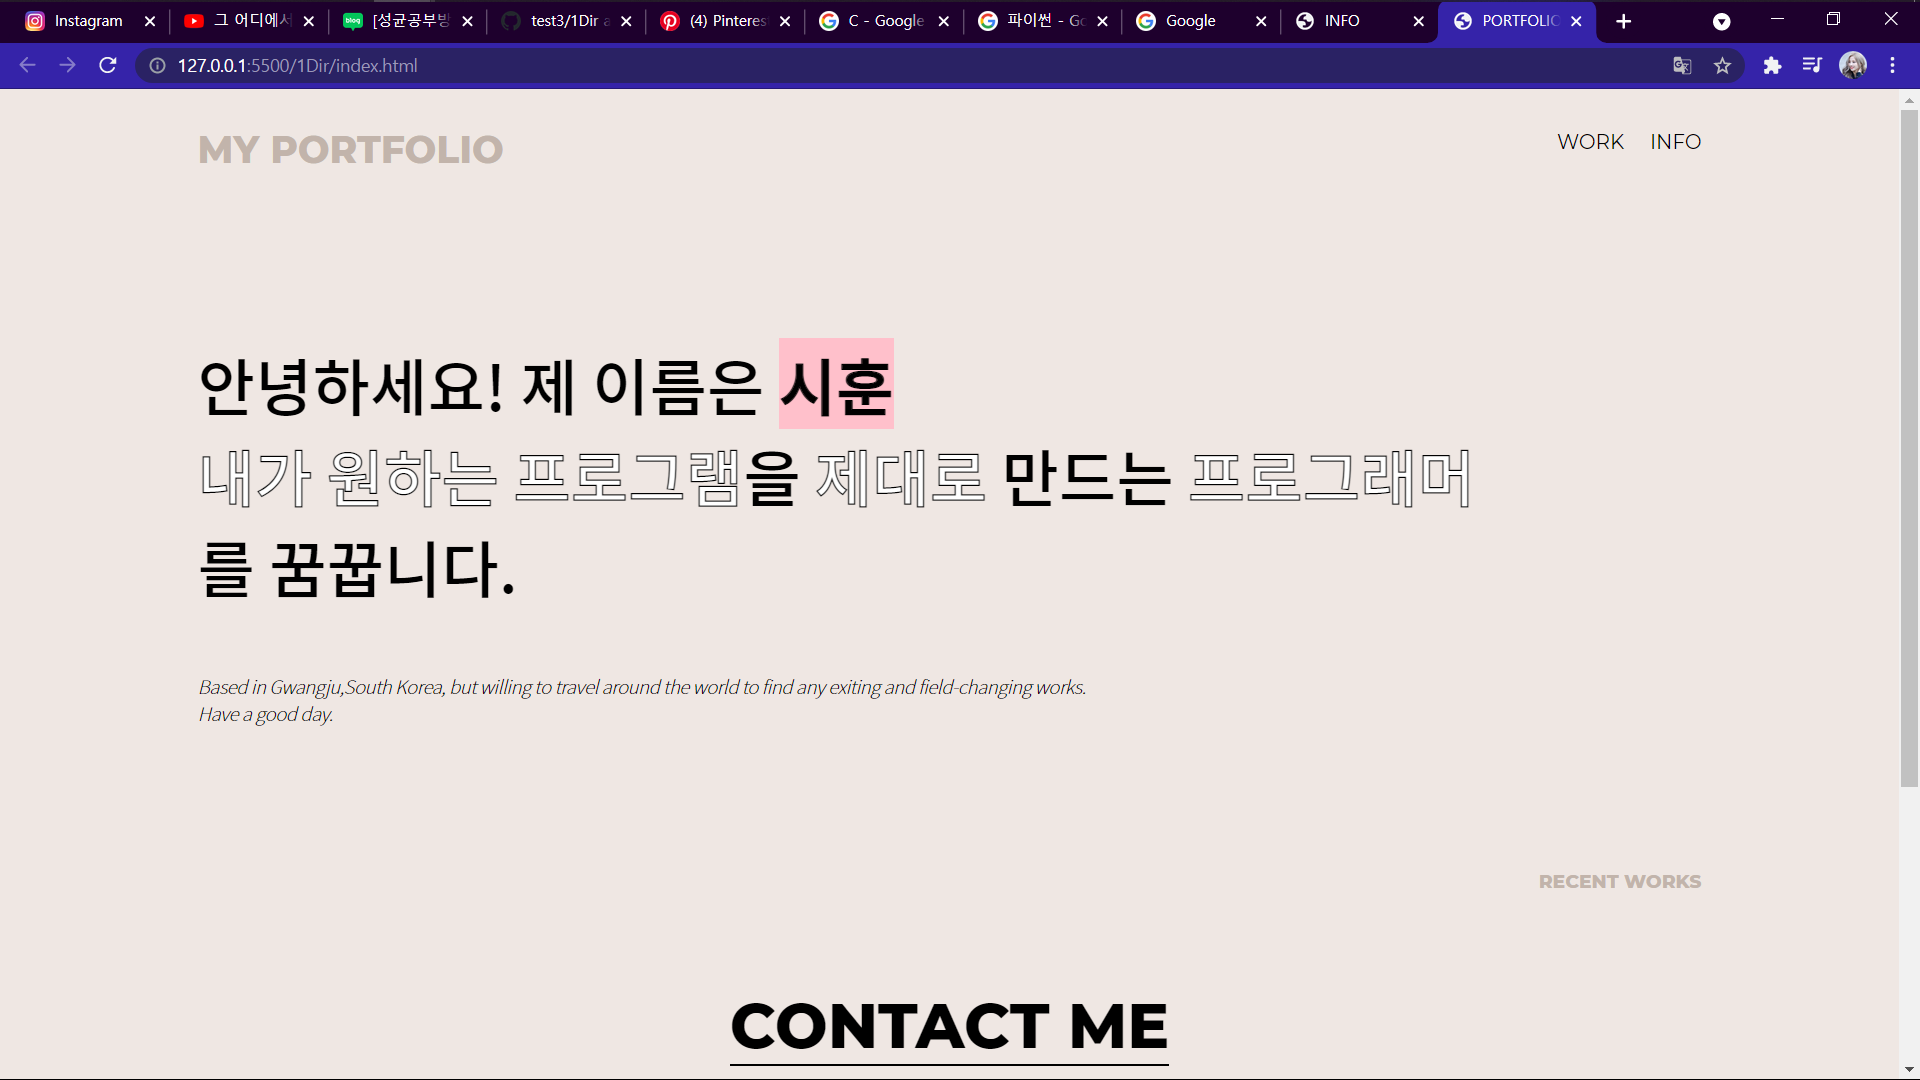 Instagram
그 어디에서
[성균공부방
test3/1Dir a
(4) Pinteres
C - Google
파이썬 - Go
Google
INFO
PORTFOLIO
127.0.0.1:5500/1Dir/index.html
MY PORTFOLIO
WORK INFO
안녕하세요! 제 이름은 시훈
내가 원하는 프로그램을 제대로 만드는 프로그래머
를 꿈꿉니다.
Based in Gwangju,South Korea, but willing to travel around the world to find any exiting and field-changing works.
Have a good day.
RECENT WORKS
CONTACT ME